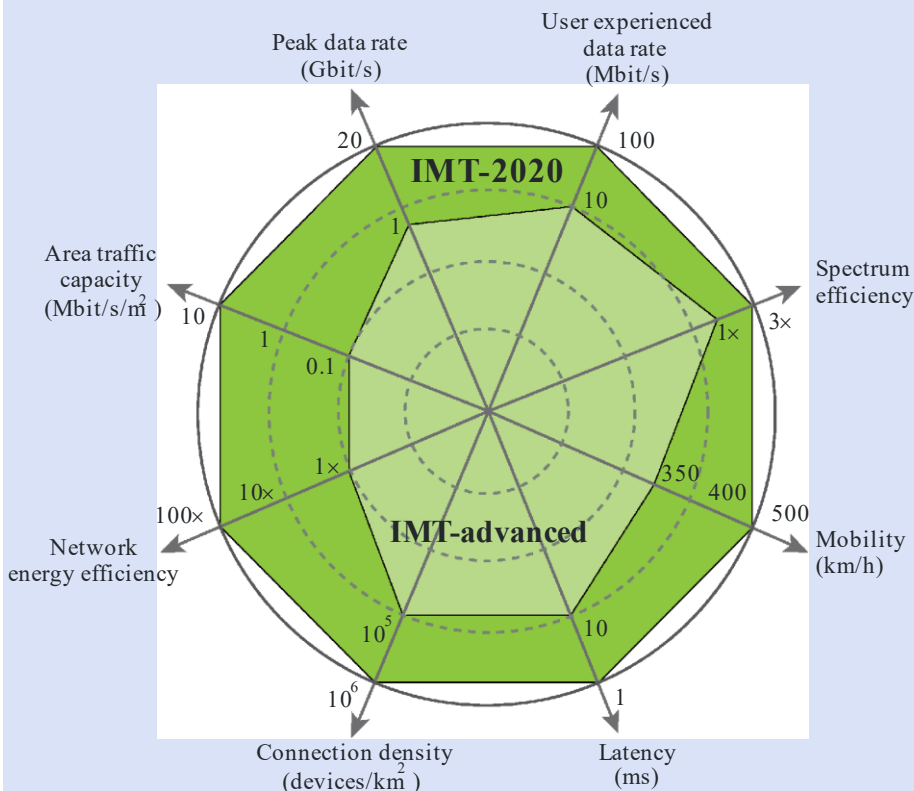 User experienced
data rate
(Mbit/s)
Peak data rate
(Gbit/s)
20
100
IMT-2020
10
1
Area traffic
capacity
(Mbit/s/m²)
Spectrum
efficiency
10
1
0.1
1×
3×
1×
10×
100×
350
400
500
Network
energy efficiency
IMT-advanced
Mobility
(km/h)
10⁵
10
10⁶
1
Connection density
(devices/km²)
Latency
(ms)